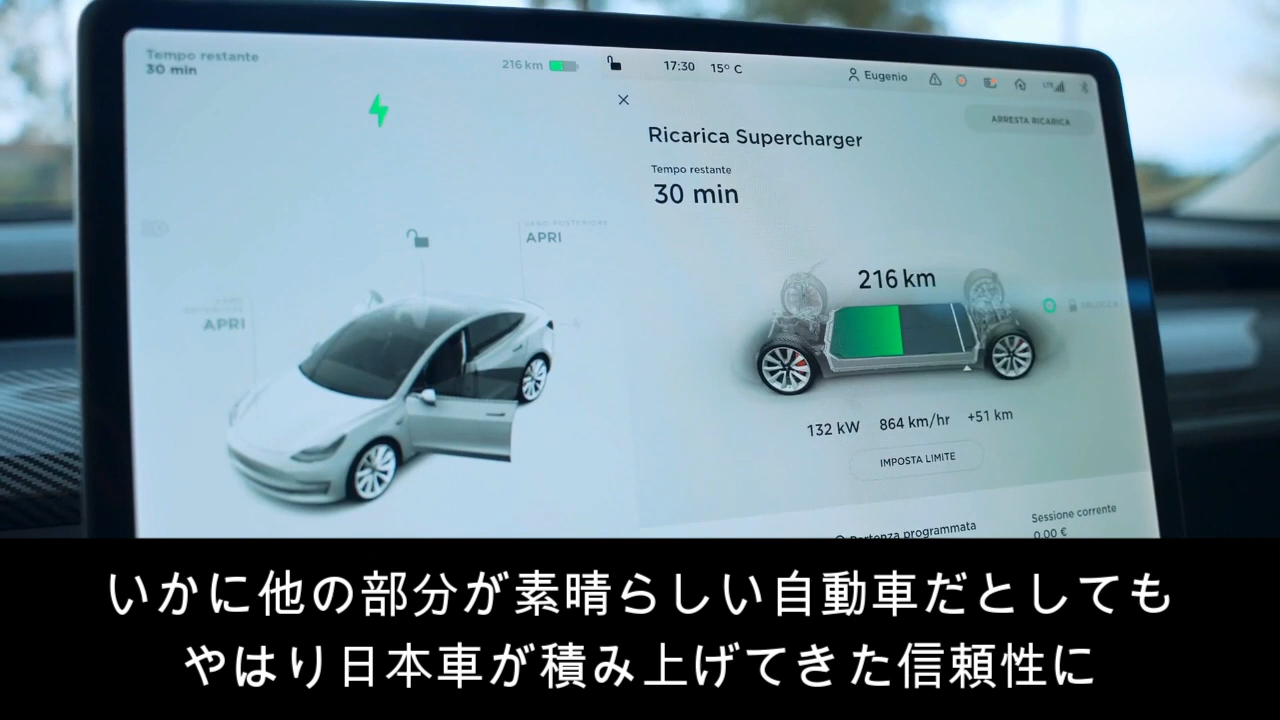 Tempo restante
30 min
216 km
17:30 15° C
Eugenio
LTE
ARRESTA RICARICA
Ricarica Supercharger
Tempo restante
30 min
VANO POSTERIORE
APRI
APRI
216 km
132 kW 864 km/hr +51 km
IMPOSTA LIMITE
Partenza programmata
Sessione corrente
0.00 €
いかに他の部分が素晴らしい自動車だとしても
やはり日本車が積み上げてきた信頼性に